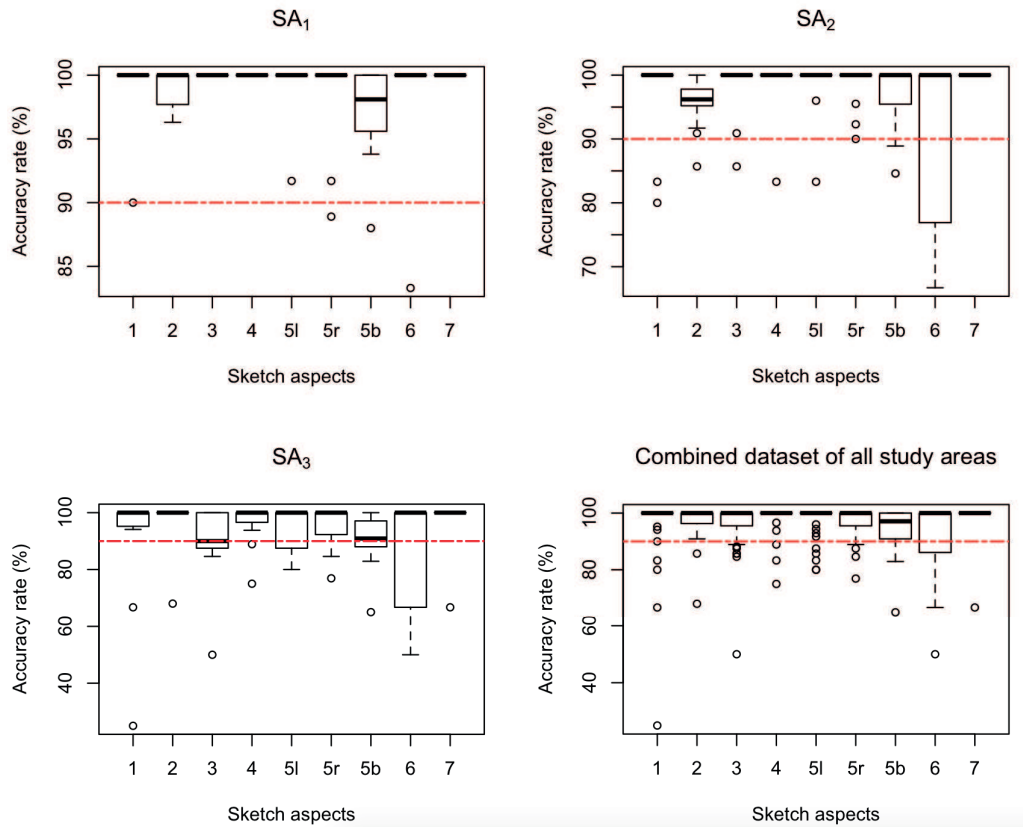 SA₁
Accuracy rate (%)
100
95
90
85
1 2 3 4 5l 5r 5b 6 7
Sketch aspects
SA₂
Accuracy rate (%)
100
90
80
70
1 2 3 4 5l 5r 5b 6 7
Sketch aspects
SA₃
Accuracy rate (%)
100
80
60
40
1 2 3 4 5l 5r 5b 6 7
Sketch aspects
Combined dataset of all study areas
Accuracy rate (%)
100
80
60
40
1 2 3 4 5l 5r 5b 6 7
Sketch aspects